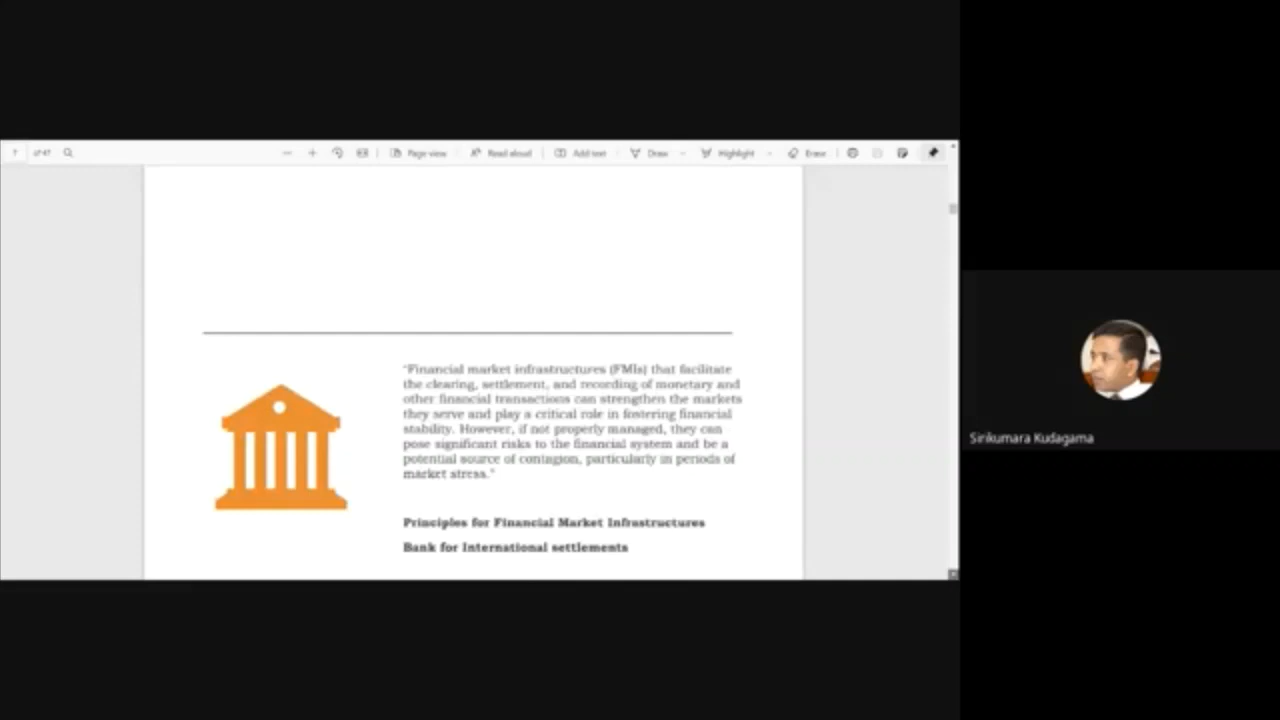 7 of 47 Page view Read aloud Add text Draw Highlight Erase
"Financial market infrastructures (FMIs) that facilitate
the clearing, settlement, and recording of monetary and
other financial transactions can strengthen the markets
they serve and play a critical role in fostering financial
stability. However, if not properly managed, they can
pose significant risks to the financial system and be a
potential source of contagion, particularly in periods of
market stress."
Principles for Financial Market Infrastructures
Bank for International settlements
Sirikumara Kudagama